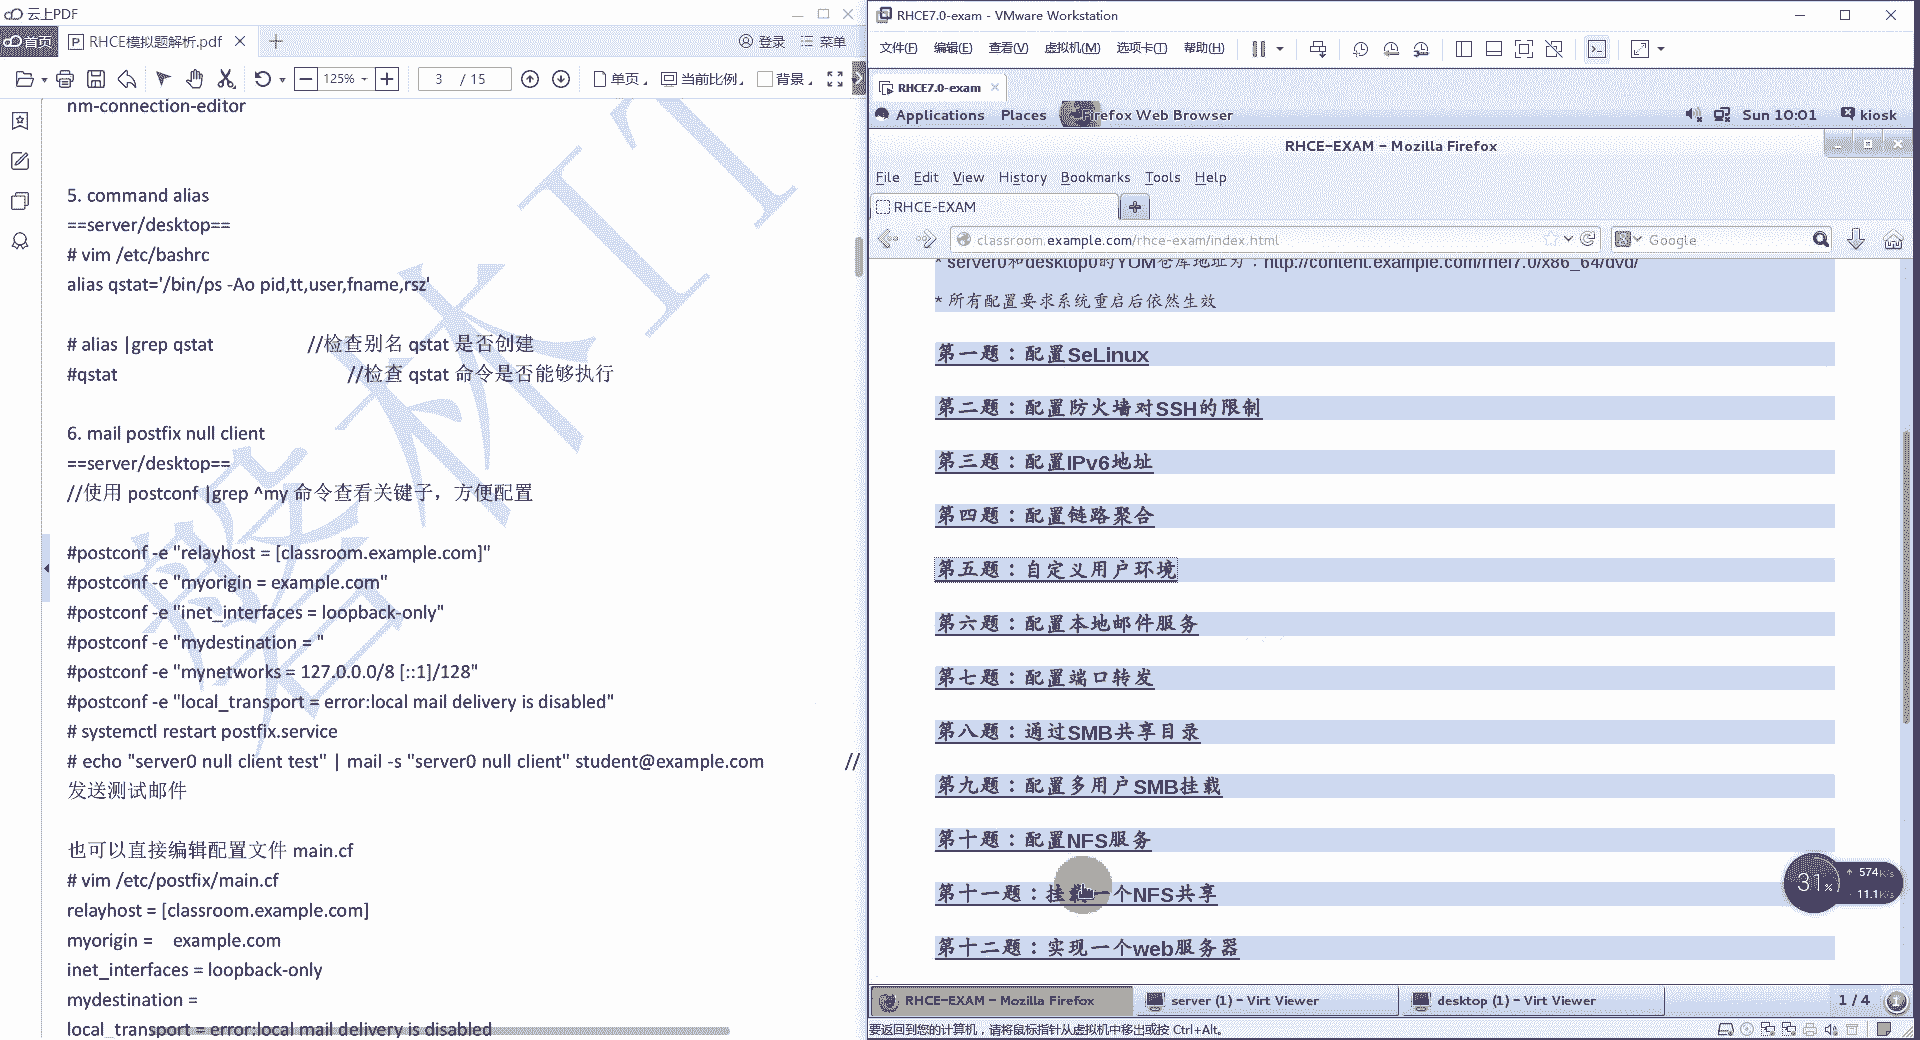 云上PDF
首页
RHCE模拟题解析.pdf
登录
菜单
125%
3 / 15
单页
当前比例
背景
nm-connection-editor
5. command alias
==server/desktop==
# vim /etc/bashrc
alias qstat='/bin/ps -Ao pid,tt,user,fname,rsz'
# alias |grep qstat //检查别名 qstat 是否创建
#qstat //检查 qstat 命令是否能够执行
6. mail postfix null client
==server/desktop==
//使用 postconf |grep ^my 命令查看关键子，方便配置
#postconf -e "relayhost = [classroom.example.com]"
#postconf -e "myorigin = example.com"
#postconf -e "inet_interfaces = loopback-only"
#postconf -e "mydestination = "
#postconf -e "mynetworks = 127.0.0.0/8 [::1]/128"
#postconf -e "local_transport = error:local mail delivery is disabled"
# systemctl restart postfix.service
# echo "server0 null client test" | mail -s "server0 null client" student@example.com //
发送测试邮件
也可以直接编辑配置文件 main.cf
# vim /etc/postfix/main.cf
relayhost = [classroom.example.com]
myorigin = example.com
inet_interfaces = loopback-only
mydestination =
local_transport = error:local mail delivery is disabled
RHCE7.0-exam - VMware Workstation
文件(F) 编辑(E) 查看(V) 虚拟机(M) 选项卡(T) 帮助(H)
RHCE7.0-exam
Applications Places Firefox Web Browser Sun 10:01 kiosk
RHCE-EXAM - Mozilla Firefox
File Edit View History Bookmarks Tools Help
RHCE-EXAM
classroom.example.com/rhce-exam/index.html
Google
* server0和desktop0的YUM仓库地址为：http://content.example.com/rhel7.0/x86_64/dvd/
* 所有配置要求系统重启后依然生效
第一题：配置SeLinux
第二题：配置防火墙对SSH的限制
第三题：配置IPv6地址
第四题：配置链路聚合
第五题：自定义用户环境
第六题：配置本地邮件服务
第七题：配置端口转发
第八题：通过SMB共享目录
第九题：配置多用户SMB挂载
第十题：配置NFS服务
第十一题：挂载一个NFS共享
第十二题：实现一个web服务器
31%
574K/s
11.1K/s
RHCE-EXAM - Mozilla Firefox
server (1) - Virt Viewer
desktop (1) - Virt Viewer
1 / 4
要返回到您的计算机，请将鼠标指针从虚拟机中移出或按 Ctrl+Alt。